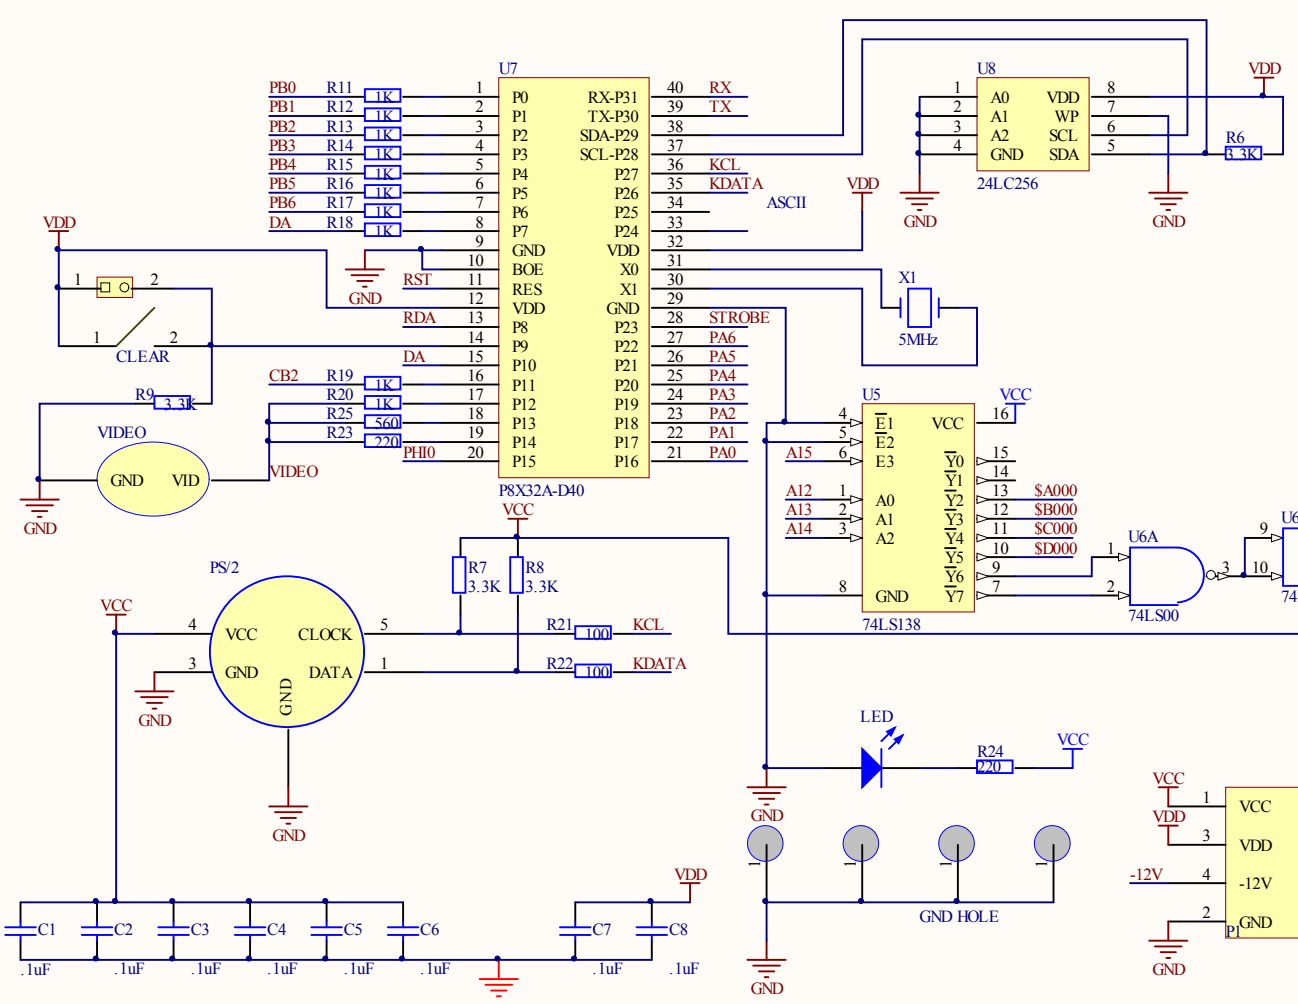 U7
PB0 R11 1K 1 P0 RX-P31 40 RX
PB1 R12 1K 2 P1 TX-P30 39 TX
PB2 R13 1K 3 P2 SDA-P29 38
PB3 R14 1K 4 P3 SCL-P28 37
PB4 R15 1K 5 P4 P27 36 KCL
PB5 R16 1K 6 P5 P26 35 KDATA
PB6 R17 1K 7 P6 P25 34 ASCII
DA R18 1K 8 P7 P24 33
9 GND VDD 32 VDD
10 BOE X0 31
RST 11 RES X1 30
12 VDD GND 29
RDA 13 P8 P23 28 STROBE
14 P9 P22 27 PA6
DA 15 P10 P21 26 PA5
CB2 R19 1K 16 P11 P20 25 PA4
R20 1K 17 P12 P19 24 PA3
R25 560 18 P13 P18 23 PA2
R23 220 19 P14 P17 22 PA1
PHI0 20 P15 P16 21 PA0
P8X32A-D40
U8
1 A0 VDD 8 VDD
2 A1 WP 7
3 A2 SCL 6
4 GND SDA 5 R6 3.3K
24LC256
GND
GND
VDD
GND
1 2
1 2
CLEAR
R9 3.3K
VIDEO
GND VID VIDEO
GND
X1
5MHz
U5
4 E1 VCC 16 VCC
5 E2
A15 6 E3 Y0 15
Y1 14
A12 1 A0 Y2 13 $A000
A13 2 A1 Y3 12 $B000
A14 3 A2 Y4 11 $C000
Y5 10 $D000
Y6 9
8 GND Y7 7
74LS138
U6A
1
2
3
74LS00
U6
9
10
74
VCC
R7 R8
3.3K 3.3K
PS/2
VCC
4 VCC CLOCK 5 R21 100 KCL
3 GND DATA 1 R22 100 KDATA
GND
GND
GND
LED
R24 220 VCC
GND
1 1 1 1
GND HOLE
GND
VCC 1 VCC
VDD 3 VDD
-12V 4 -12V
2 GND
P1
GND
VDD
C1 C2 C3 C4 C5 C6 C7 C8
.1uF .1uF .1uF .1uF .1uF .1uF .1uF .1uF